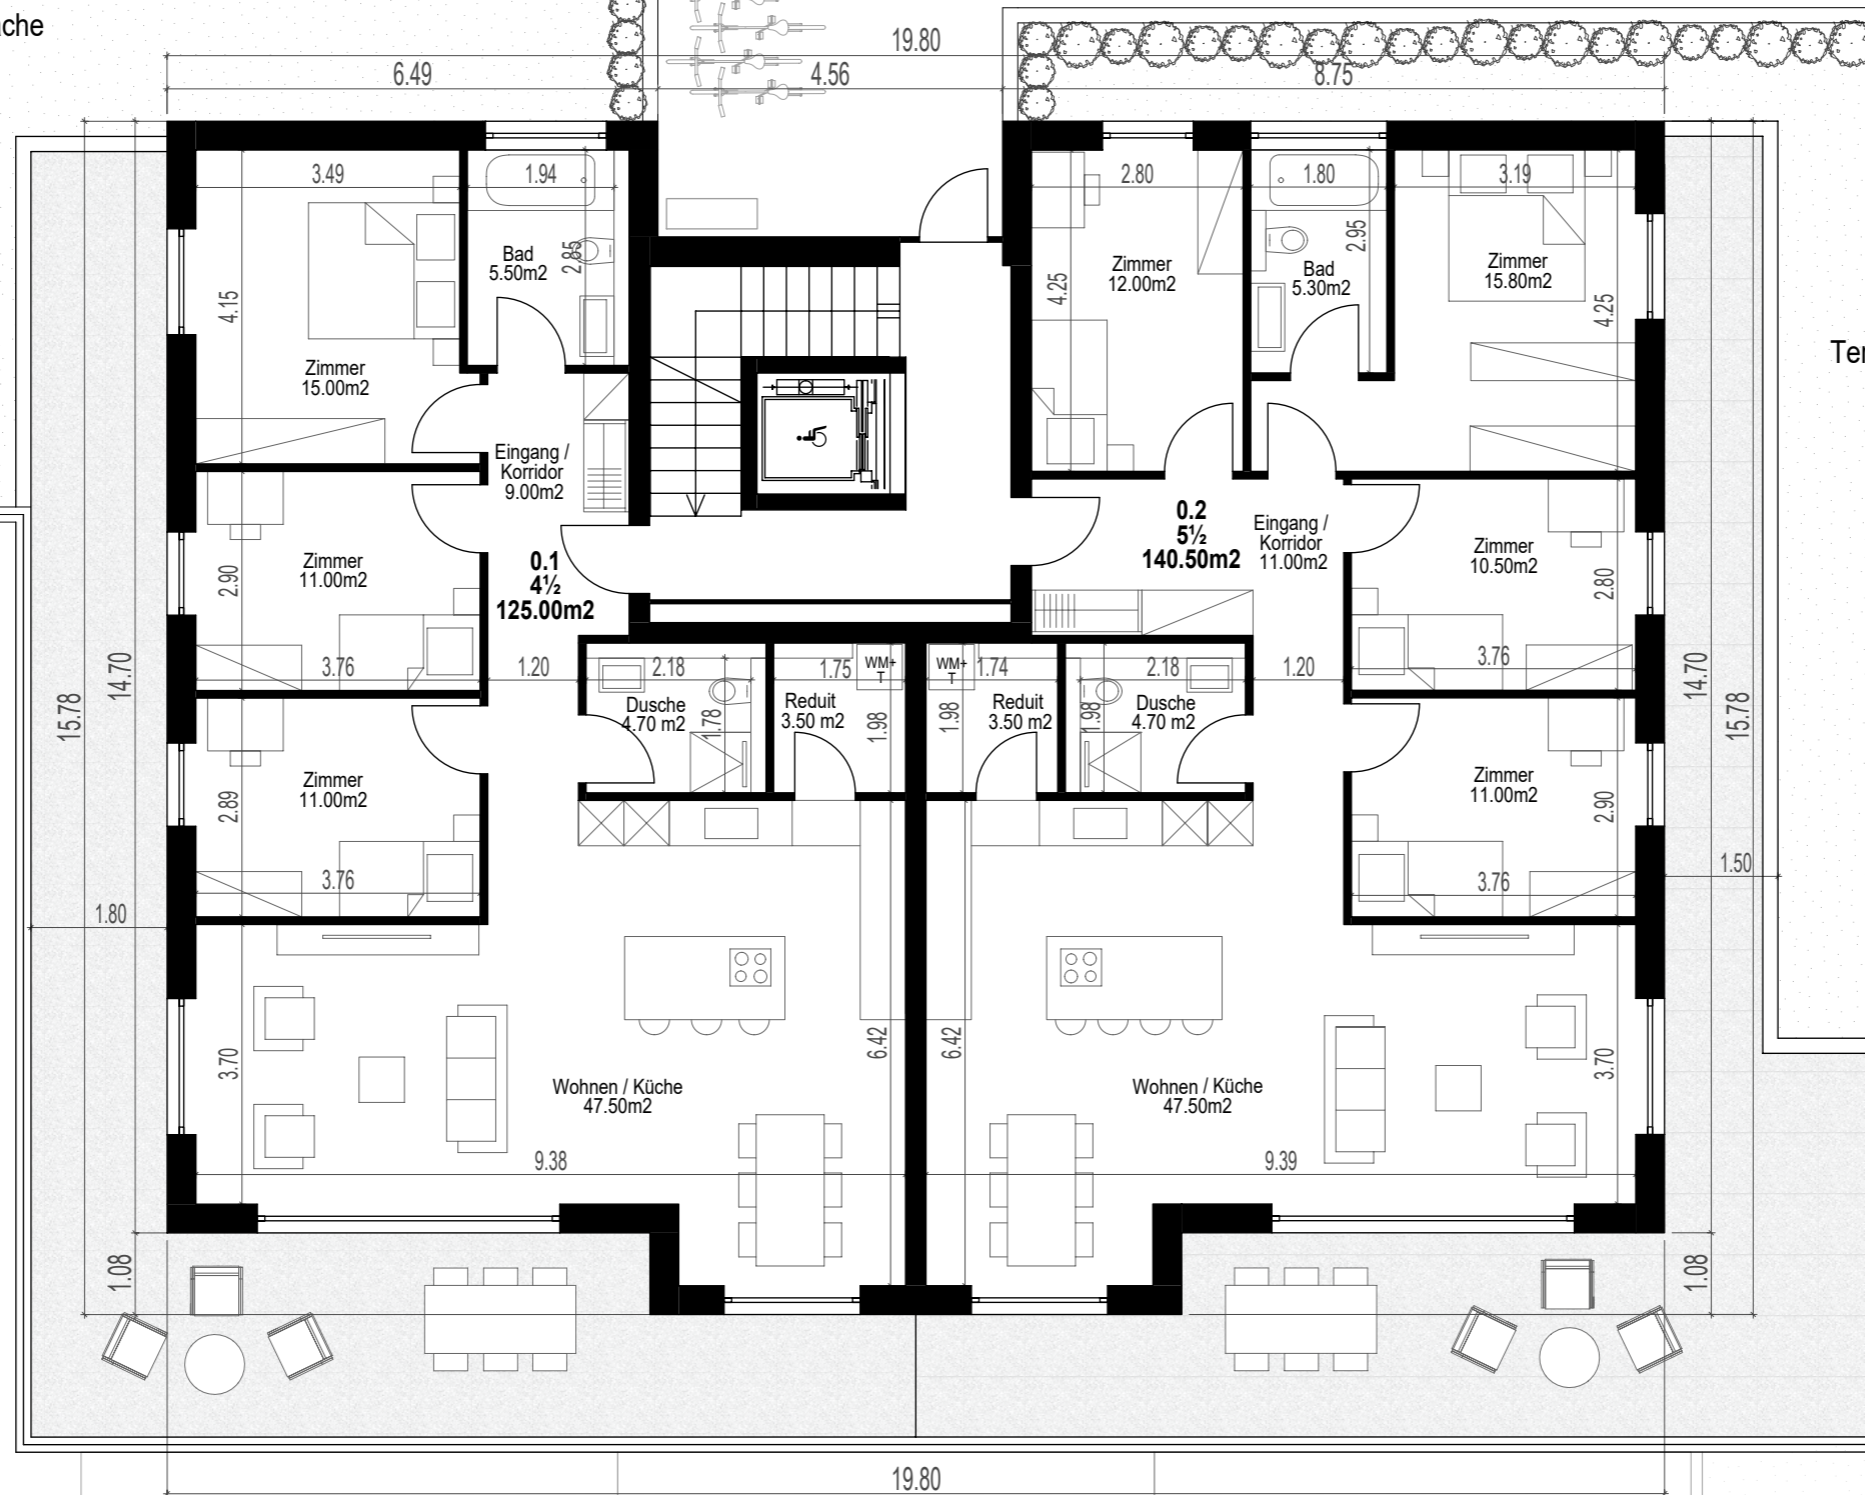 19.80
6.49
4.56
8.75
3.49
1.94
2.80
1.80
3.19
Bad
5.50m2
2.85
Zimmer
12.00m2
2.95
Bad
5.30m2
Zimmer
15.80m2
4.15
4.25
4.25
Zimmer
15.00m2
Eingang /
Korridor
9.00m2
0.1
4½
125.00m2
0.2
5½
140.50m2
Eingang /
Korridor
11.00m2
Zimmer
11.00m2
2.90
3.76
Zimmer
10.50m2
2.80
3.76
14.70
15.78
14.70
15.78
1.20
2.18
1.75
WM+
T
WM+
T
1.74
2.18
1.20
Dusche
4.70 m2
1.78
Reduit
3.50 m2
1.98
1.98
Reduit
3.50 m2
1.98
Dusche
4.70 m2
Zimmer
11.00m2
2.89
3.76
Zimmer
11.00m2
2.90
3.76
1.80
1.50
3.70
6.42
6.42
3.70
Wohnen / Küche
47.50m2
Wohnen / Küche
47.50m2
9.38
9.39
1.08
1.08
19.80